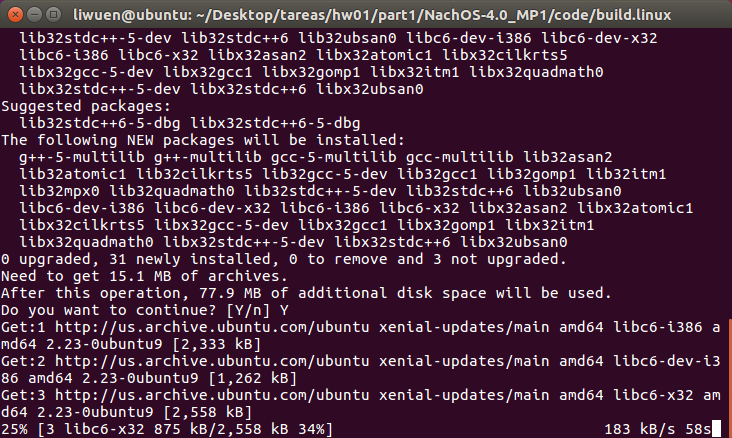 liwuen@ubuntu: ~/Desktop/tareas/hw01/part1/NachOS-4.0_MP1/code/build.linux
lib32stdc++-5-dev lib32stdc++6 lib32ubsan0 libc6-dev-i386 libc6-dev-x32
libc6-i386 libc6-x32 libx32asan2 libx32atomic1 libx32cilkrts5
libx32gcc-5-dev libx32gcc1 libx32gomp1 libx32itm1 libx32quadmath0
libx32stdc++-5-dev libx32stdc++6 libx32ubsan0
Suggested packages:
lib32stdc++6-5-dbg libx32stdc++6-5-dbg
The following NEW packages will be installed:
g++-5-multilib g++-multilib gcc-5-multilib gcc-multilib lib32asan2
lib32atomic1 lib32cilkrts5 lib32gcc-5-dev lib32gcc1 lib32gomp1 lib32itm1
lib32mpx0 lib32quadmath0 lib32stdc++-5-dev lib32stdc++6 lib32ubsan0
libc6-dev-i386 libc6-dev-x32 libc6-i386 libc6-x32 libx32asan2 libx32atomic1
libx32cilkrts5 libx32gcc-5-dev libx32gcc1 libx32gomp1 libx32itm1
libx32quadmath0 libx32stdc++-5-dev libx32stdc++6 libx32ubsan0
0 upgraded, 31 newly installed, 0 to remove and 3 not upgraded.
Need to get 15.1 MB of archives.
After this operation, 77.9 MB of additional disk space will be used.
Do you want to continue? [Y/n] Y
Get:1 http://us.archive.ubuntu.com/ubuntu xenial-updates/main amd64 libc6-i386 a
md64 2.23-0ubuntu9 [2,333 kB]
Get:2 http://us.archive.ubuntu.com/ubuntu xenial-updates/main amd64 libc6-dev-i3
86 amd64 2.23-0ubuntu9 [1,262 kB]
Get:3 http://us.archive.ubuntu.com/ubuntu xenial-updates/main amd64 libc6-x32 am
d64 2.23-0ubuntu9 [2,558 kB]
25% [3 libc6-x32 875 kB/2,558 kB 34%] 183 kB/s 58s